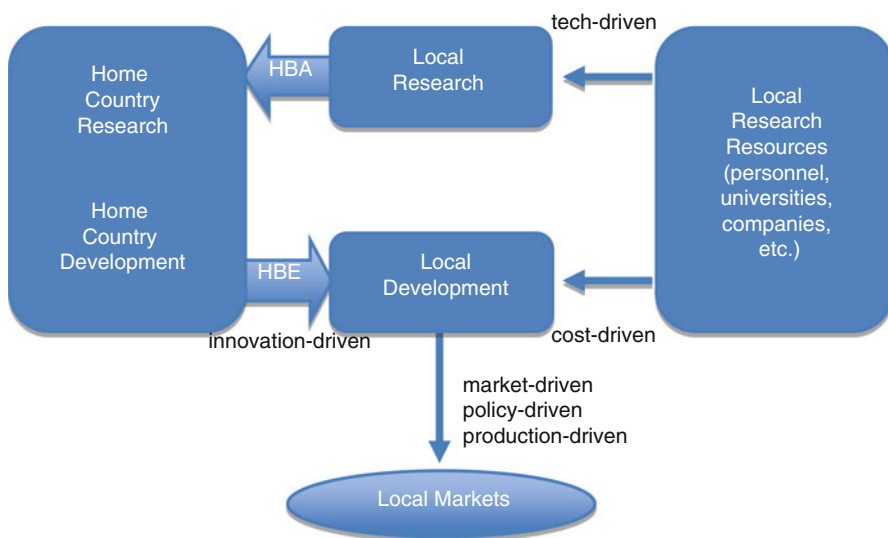 tech-driven
Home
Country
Research
HBA
Local
Research
Local
Research
Resources
(personnel,
universities,
companies,
etc.)
Home
Country
Development
HBE
Local
Development
innovation-driven
cost-driven
market-driven
policy-driven
production-driven
Local Markets